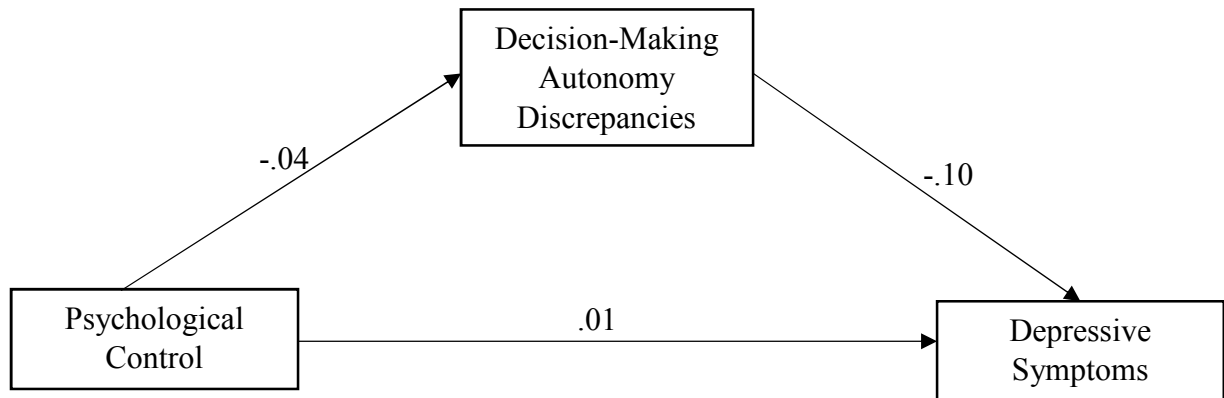 Decision-Making
Autonomy
Discrepancies
-.04
-.10
Psychological
Control
.01
Depressive
Symptoms